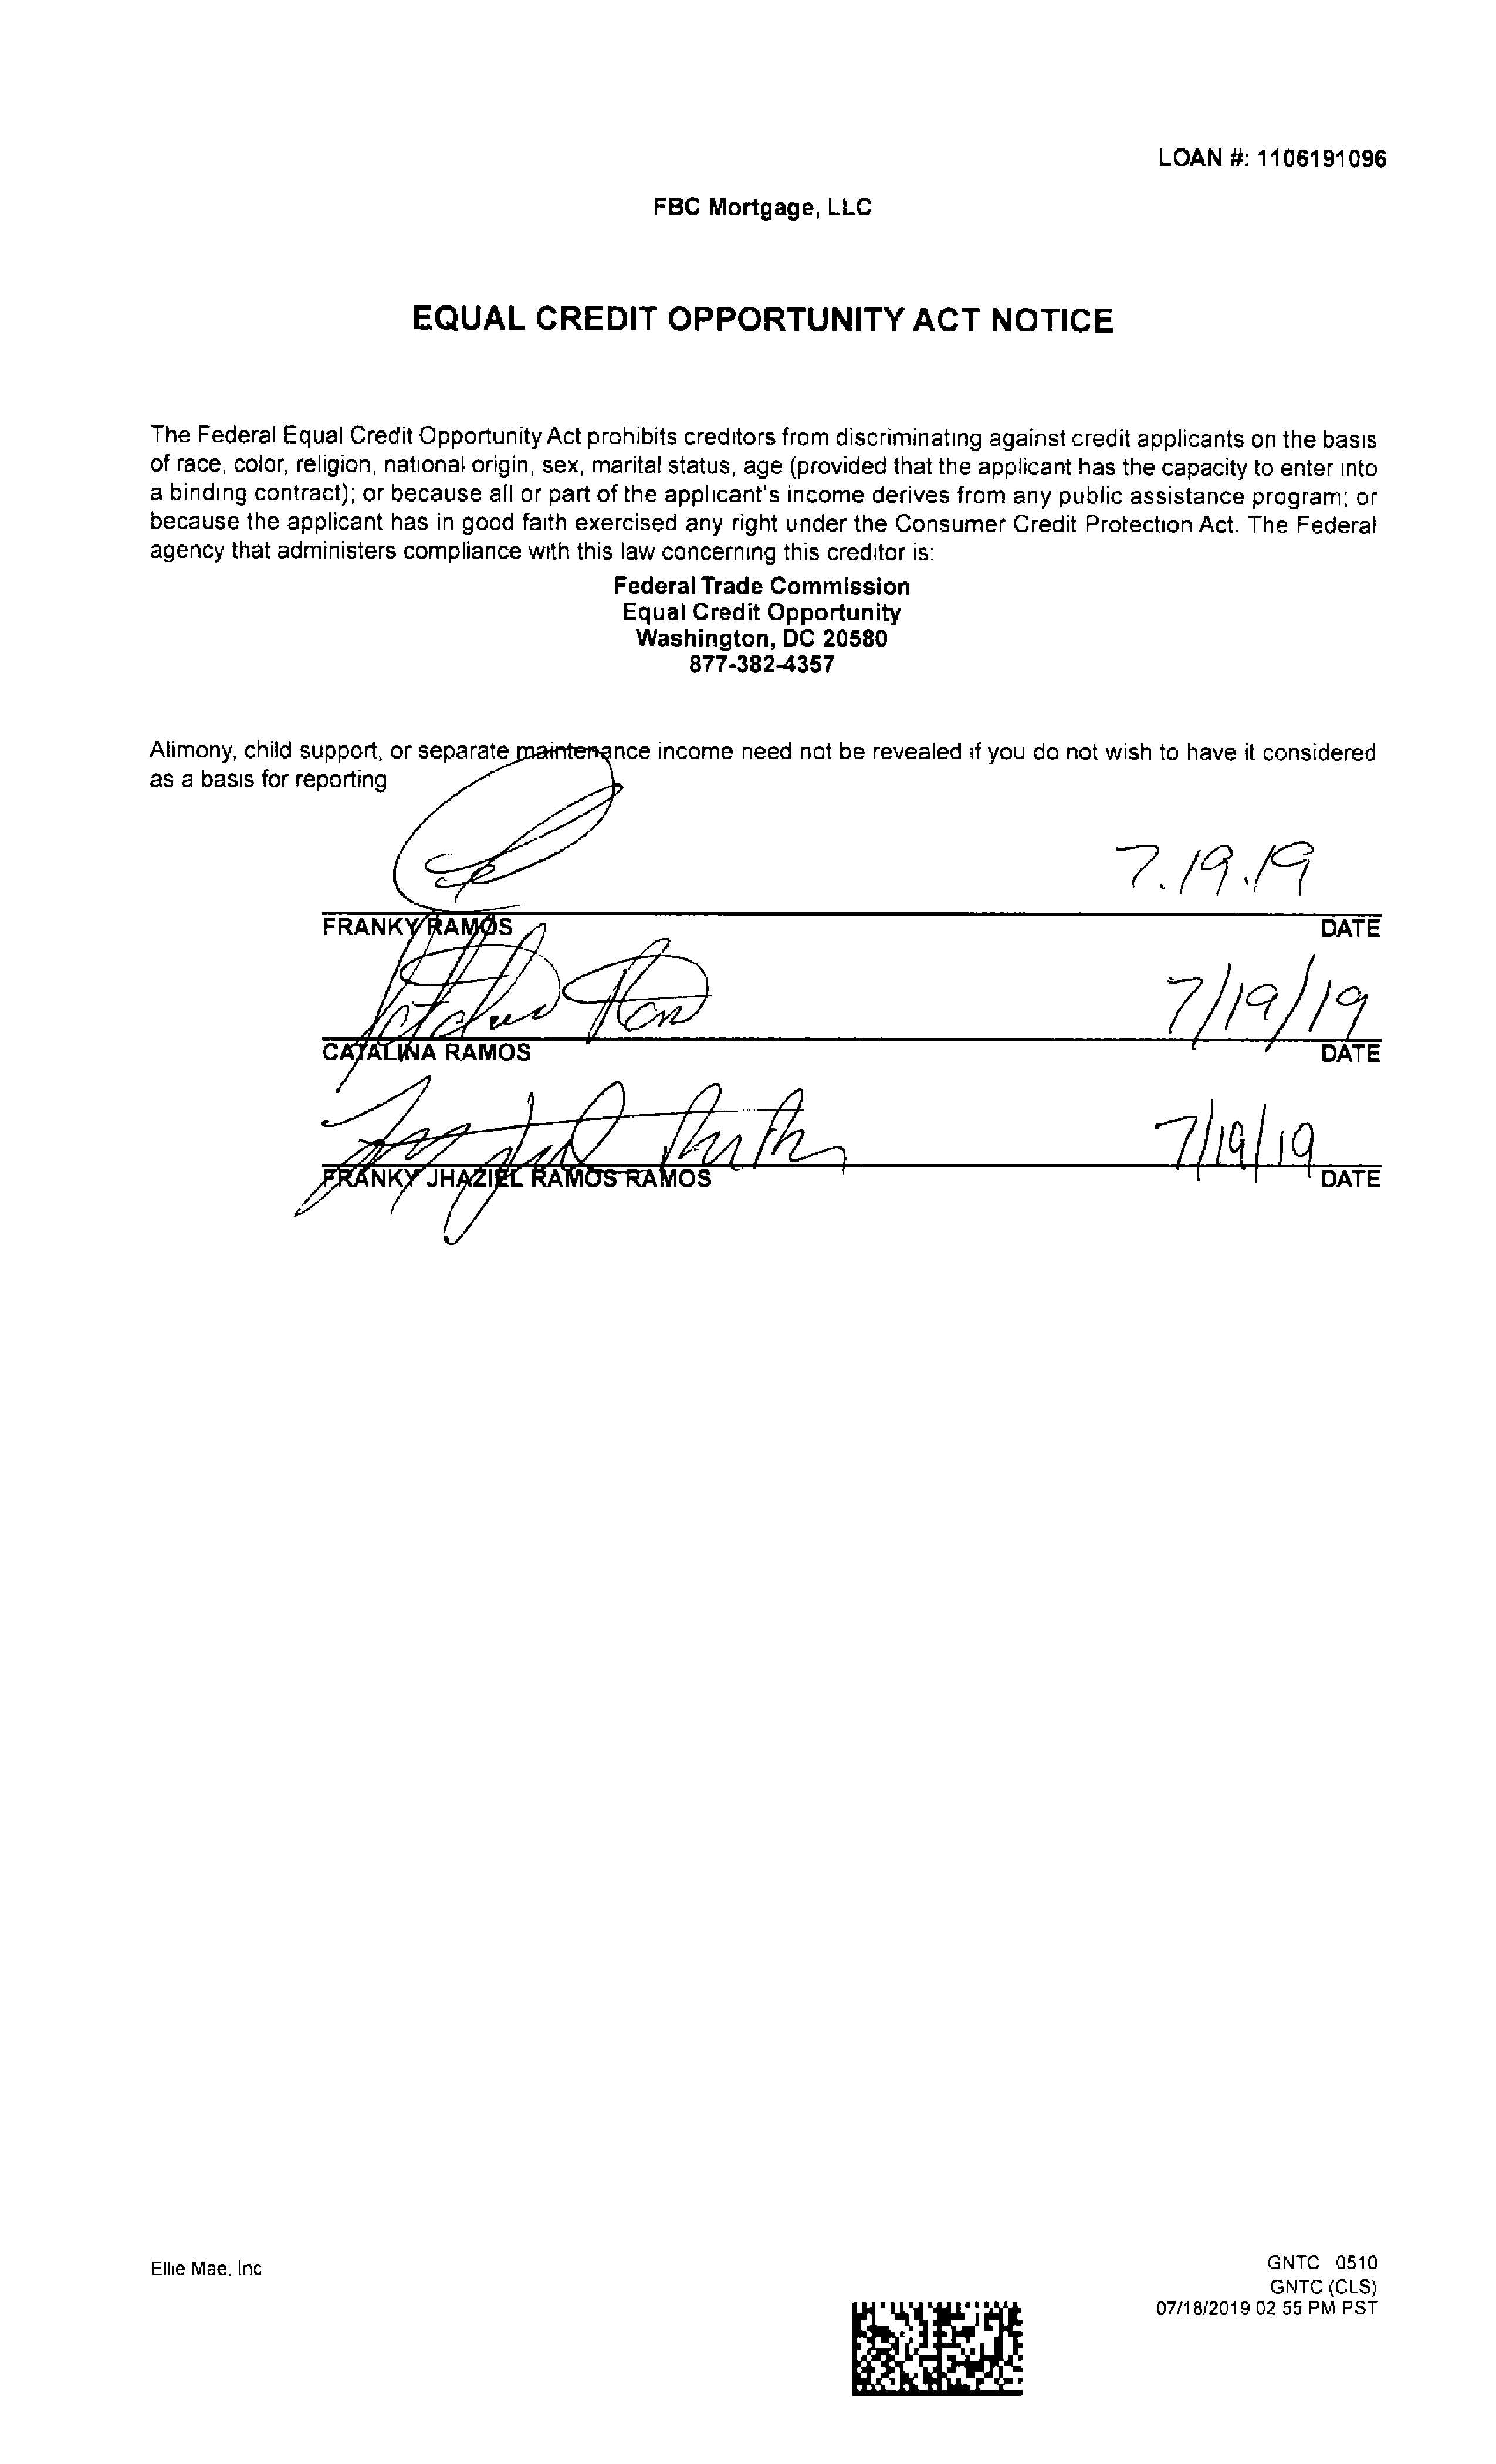 LOAN #: 1106191096
FBC Mortgage, LLC
EQUAL CREDIT OPPORTUNITY ACT NOTICE
The Federal Equal Credit Opportunity Act prohibits creditors from discriminating against credit applicants on the basis
of race, color, religion, national origin, sex, marital status, age (provided that the applicant has the capacity to enter into
a binding contract); or because all or part of the applicant's income derives from any public assistance program; or
because the applicant has in good faith exercised any right under the Consumer Credit Protection Act. The Federal
agency that administers compliance with this law concerning this creditor is:
Federal Trade Commission
Equal Credit Opportunity
Washington, DC 20580
877-382-4357
Alimony, child support, or separate maintenance income need not be revealed if you do not wish to have it considered
as a basis for reporting
7.19.19
FRANKY RAMOS DATE
7/19/19
CATALINA RAMOS DATE
7/19/19
FRANKY JHAZIEL RAMOS RAMOS DATE
Ellie Mae, Inc
GNTC 0510
GNTC (CLS)
07/18/2019 02 55 PM PST